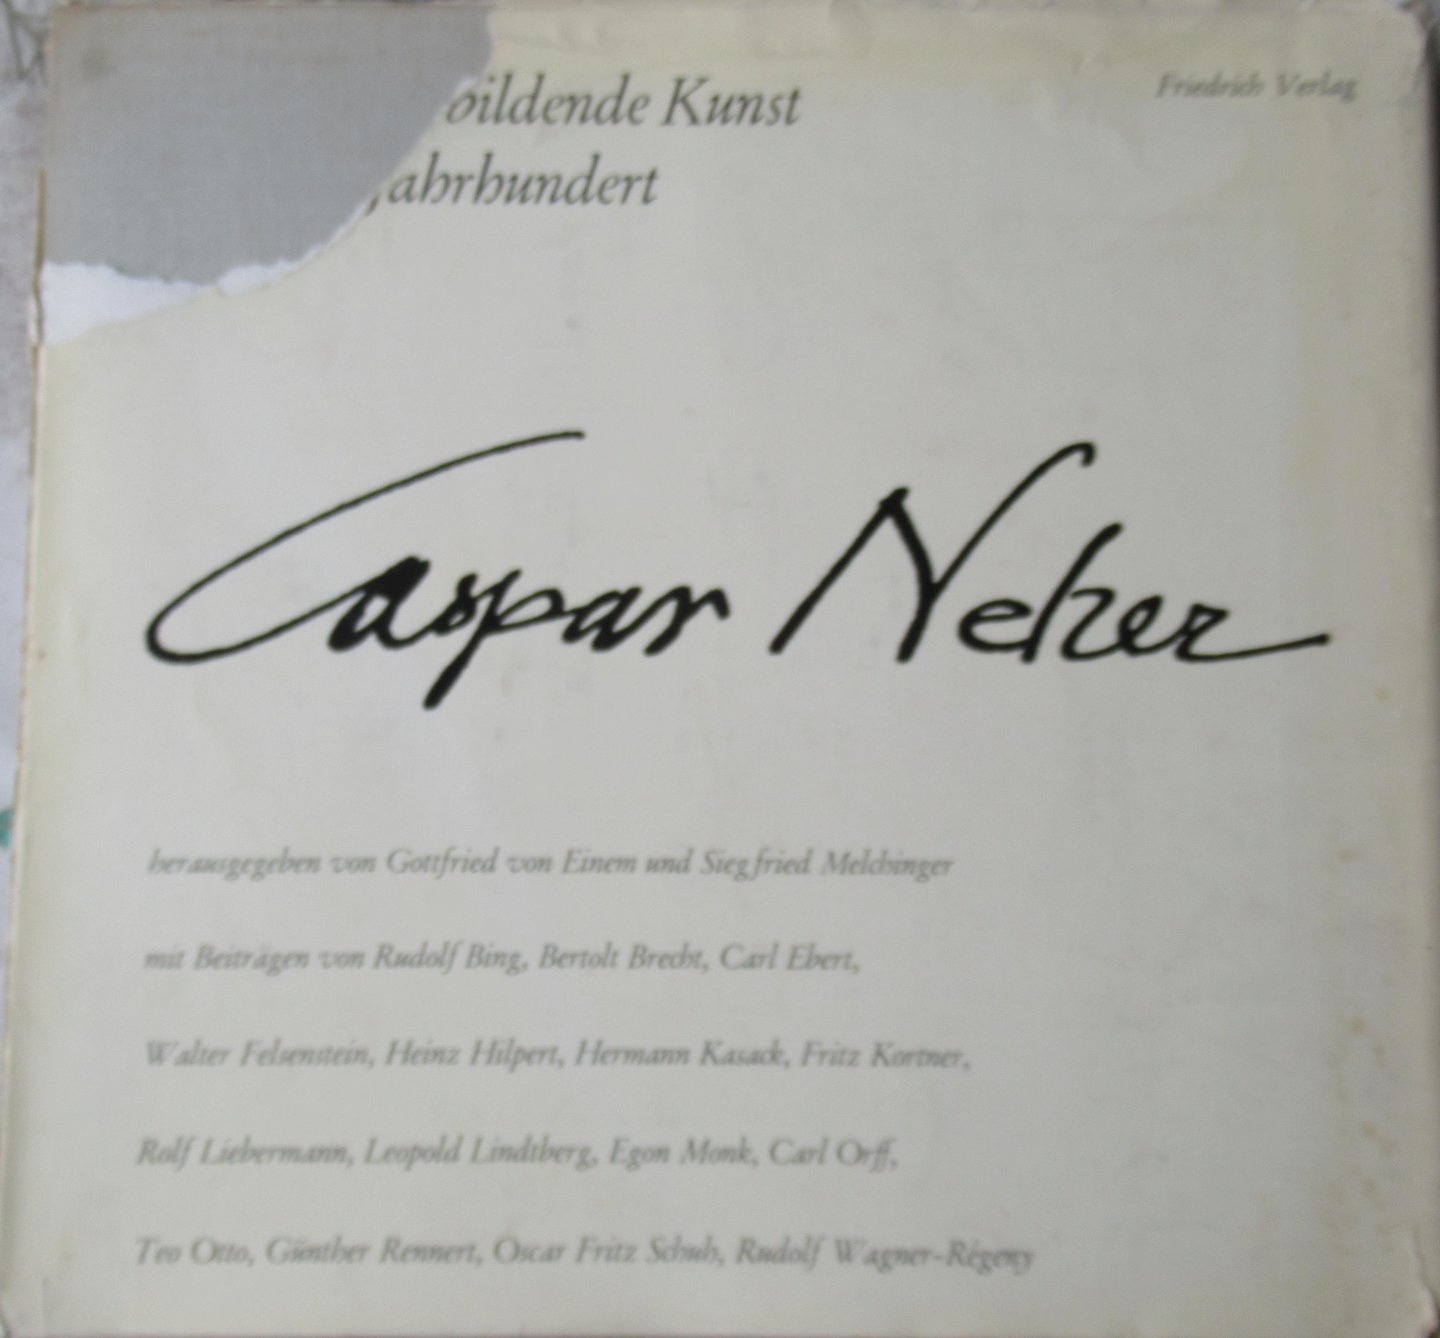 bildende Kunst
Friedrich Verlag
Jahrhundert
Caspar Neher
herausgegeben von Gottfried von Einem und Siegfried Melchinger
mit Beiträgen von Rudolf Bing, Bertolt Brecht, Carl Ebert,
Walter Felsenstein, Heinz Hilpert, Hermann Kasack, Fritz Kortner,
Rolf Liebermann, Leopold Lindtberg, Egon Monk, Carl Orff,
Teo Otto, Günther Rennert, Oscar Fritz Schuh, Rudolf Wagner-Régeny